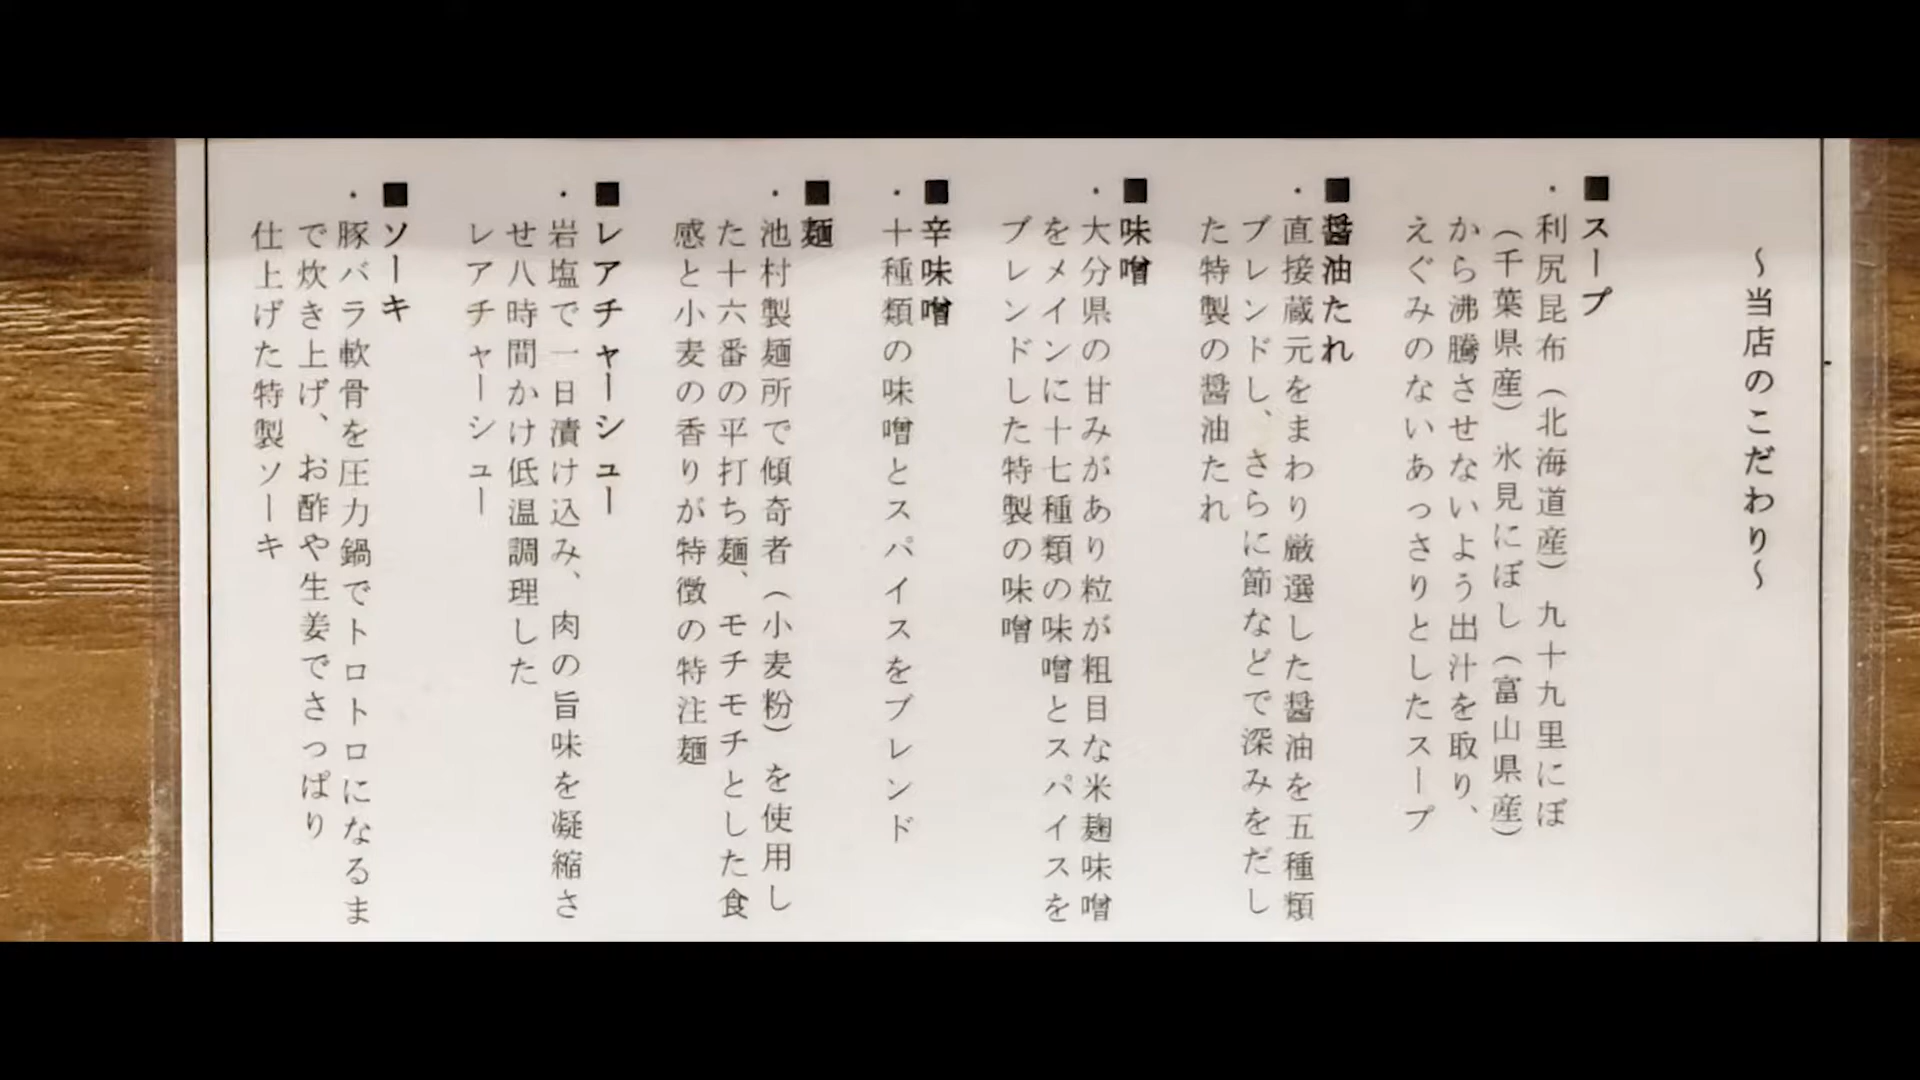 ～当店のこだわり～
■スープ
・利尻昆布（北海道産）九十九里にぼ
（千葉県産）氷見にぼし（富山県産）
から沸騰させないよう出汁を取り、
えぐみのないあっさりとしたスープ
■醤油たれ
・直接蔵元をまわり厳選した醤油を五種類
ブレンドし、さらに節などで深みをだし
た特製の醤油たれ
■味噌
・大分県の甘みがあり粒が粗目な米麹味噌
をメインに十七種類の味噌とスパイスを
ブレンドした特製の味噌
■辛味噌
・十種類の味噌とスパイスをブレンド
■麺
・池村製麺所で傾奇者（小麦粉）を使用し
た十六番の平打ち麺、モチモチとした食
感と小麦の香りが特徴の特注麺
■レアチャーシュー
・岩塩で一日漬け込み、肉の旨味を凝縮さ
せ八時間かけ低温調理した
レアチャーシュー
■ソーキ
・豚バラ軟骨を圧力鍋でトロトロになるま
で炊き上げ、お酢や生姜でさっぱり
仕上げた特製ソーキ